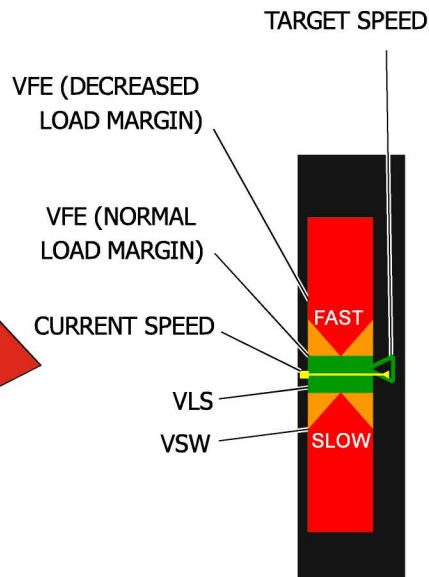 TARGET SPEED
VFE (DECREASED
LOAD MARGIN)
VFE (NORMAL
LOAD MARGIN)
FAST
CURRENT SPEED
VLS
VSW
SLOW